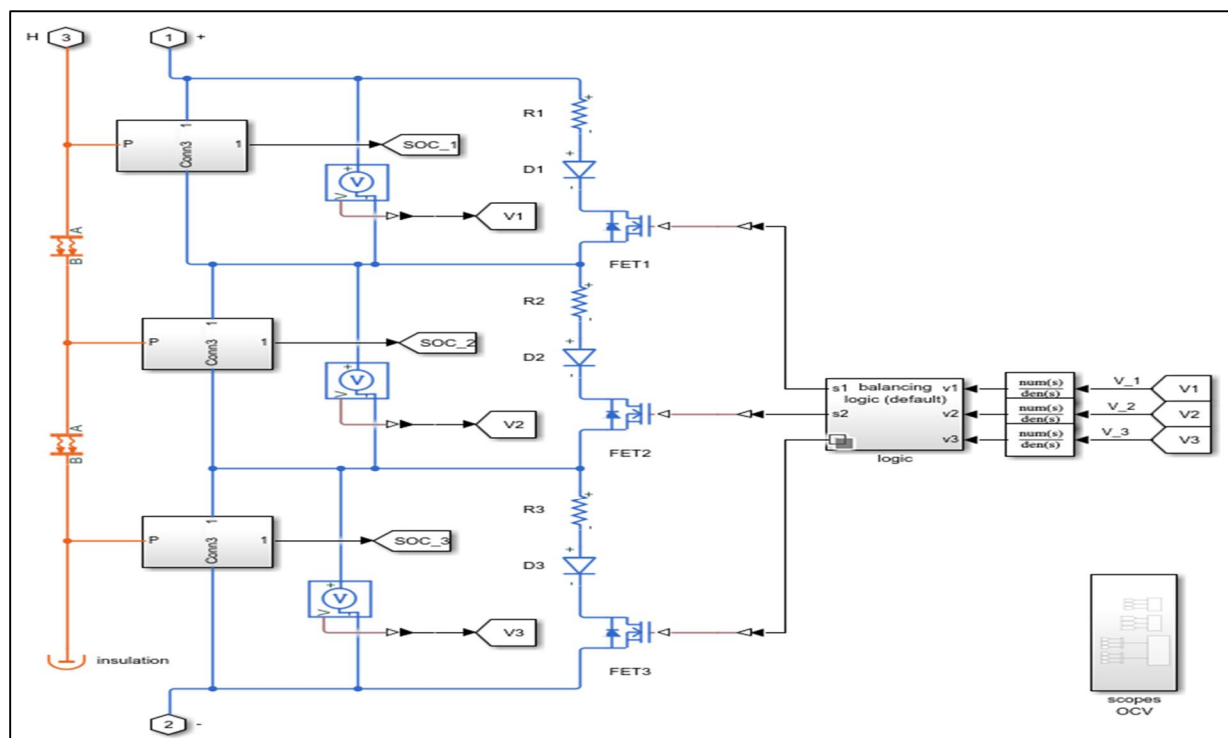 H
3
1
+
R1
+
-
P
Conn3
1
1
SOC_1
D1
+
-
V
+
V
V1
FET1
A
B
R2
+
-
P
Conn3
1
1
SOC_2
D2
+
-
V
+
V
V2
FET2
s1 balancing v1
logic (default)
s2 v2
v3
logic
num(s)
den(s)
V_1
V1
num(s)
den(s)
V_2
V2
num(s)
den(s)
V_3
V3
A
B
R3
+
-
P
Conn3
1
1
SOC_3
D3
+
-
V
+
V
V3
FET3
insulation
2
-
scopes
OCV